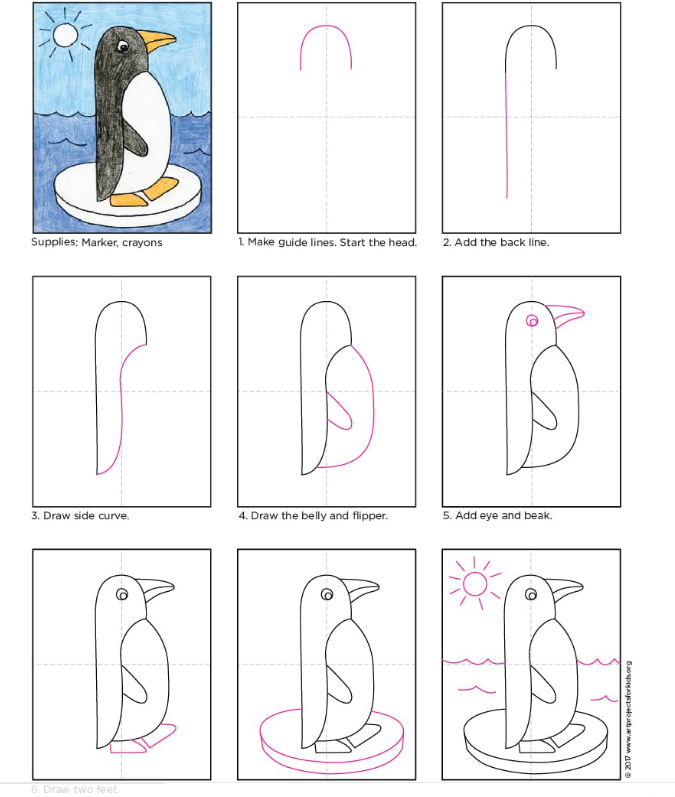 Supplies: Marker, crayons
1. Make guide lines. Start the head.
2. Add the back line.
3. Draw side curve.
4. Draw the belly and flipper.
5. Add eye and beak.
© 2017 www.artprojectsforkids.org
6. Draw two feet.